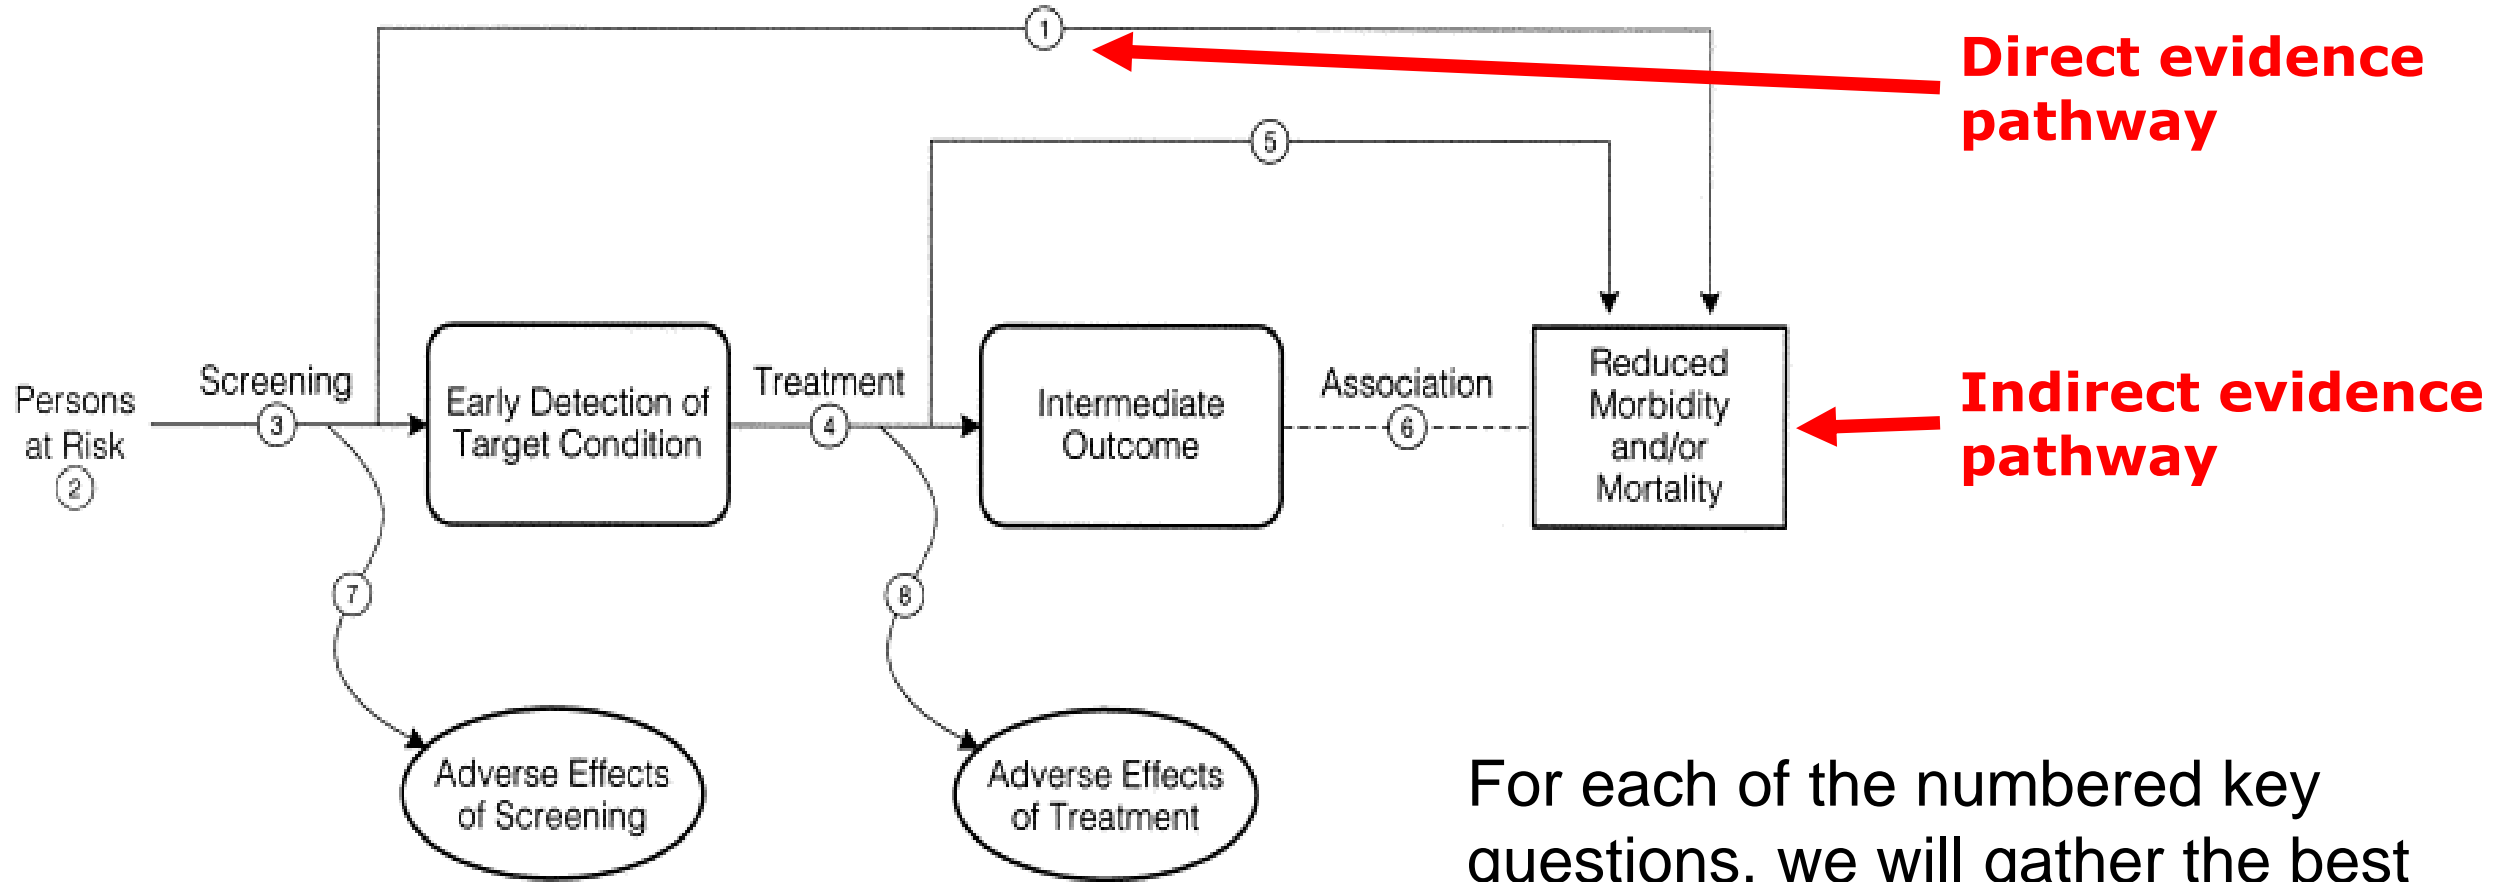 1
Direct evidence
pathway
5
Persons
at Risk
2
Screening
3
Early Detection of
Target Condition
Treatment
4
Intermediate
Outcome
Association
6
Reduced
Morbidity
and/or
Mortality
Indirect evidence
pathway
7
8
Adverse Effects
of Screening
Adverse Effects
of Treatment
For each of the numbered key
questions, we will gather the best